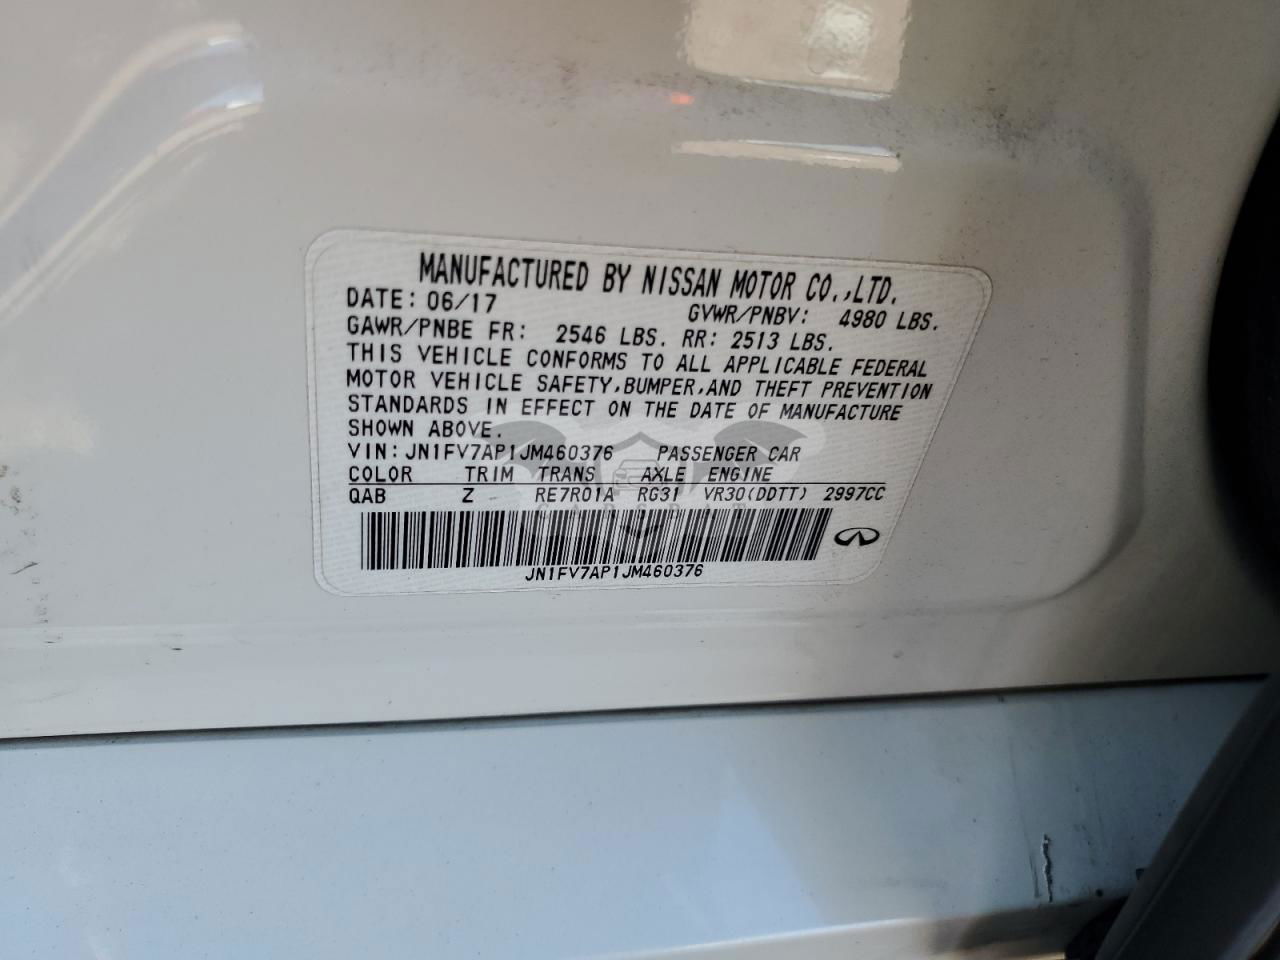 MANUFACTURED BY NISSAN MOTOR CO.,LTD.
DATE: 06/17 GVWR/PNBV: 4980 LBS.
GAWR/PNBE FR: 2546 LBS. RR: 2513 LBS.
THIS VEHICLE CONFORMS TO ALL APPLICABLE FEDERAL
MOTOR VEHICLE SAFETY,BUMPER,AND THEFT PREVENTION
STANDARDS IN EFFECT ON THE DATE OF MANUFACTURE
SHOWN ABOVE.
VIN:JN1FV7AP1JM460376 PASSENGER CAR
COLOR TRIM TRANS AXLE ENGINE
QAB Z RE7R01A RG31 VR30(DDTT) 2997CC
JN1FV7AP1JM460376